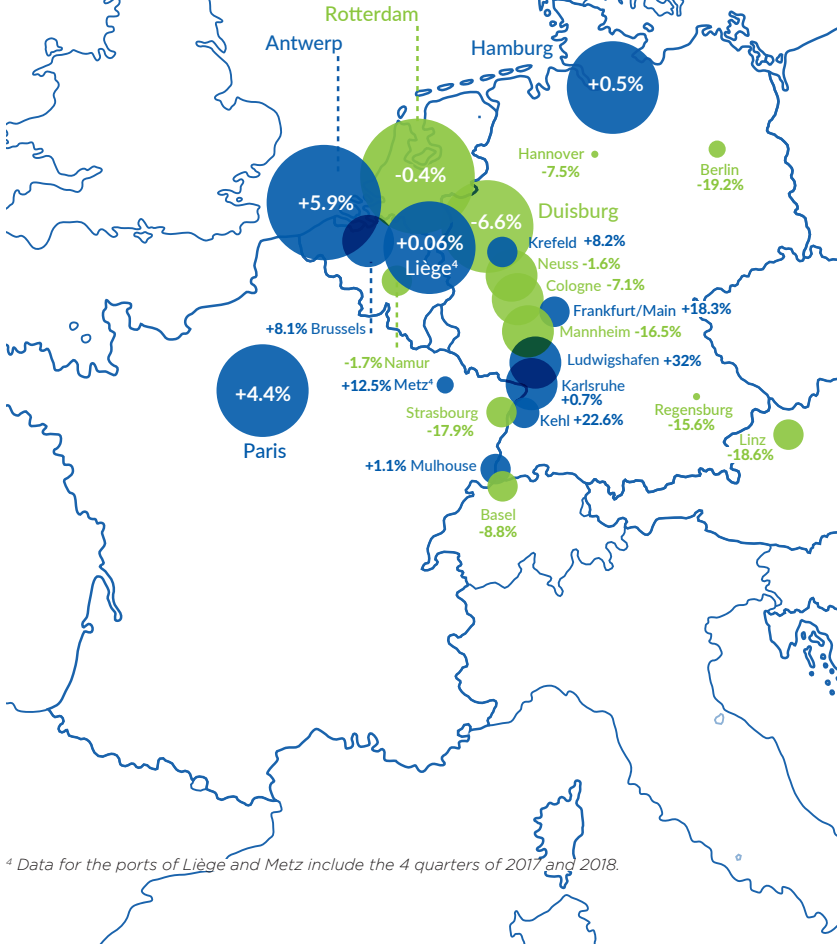 Rotterdam
Antwerp
Hamburg
+0.5%
Hannover
-7.5%
Berlin
-19.2%
-0.4%
+5.9%
-6.6%
Duisburg
+0.06%
Liège⁴
Krefeld +8.2%
Neuss -1.6%
Cologne -7.1%
Frankfurt/Main +18.3%
+8.1% Brussels
Mannheim -16.5%
-1.7% Namur
Ludwigshafen +32%
+12.5% Metz⁴
Karlsruhe
+0.7%
+4.4%
Paris
Strasbourg
-17.9%
Kehl +22.6%
Regensburg
-15.6%
Linz
-18.6%
+1.1% Mulhouse
Basel
-8.8%
⁴ Data for the ports of Liège and Metz include the 4 quarters of 2017 and 2018.